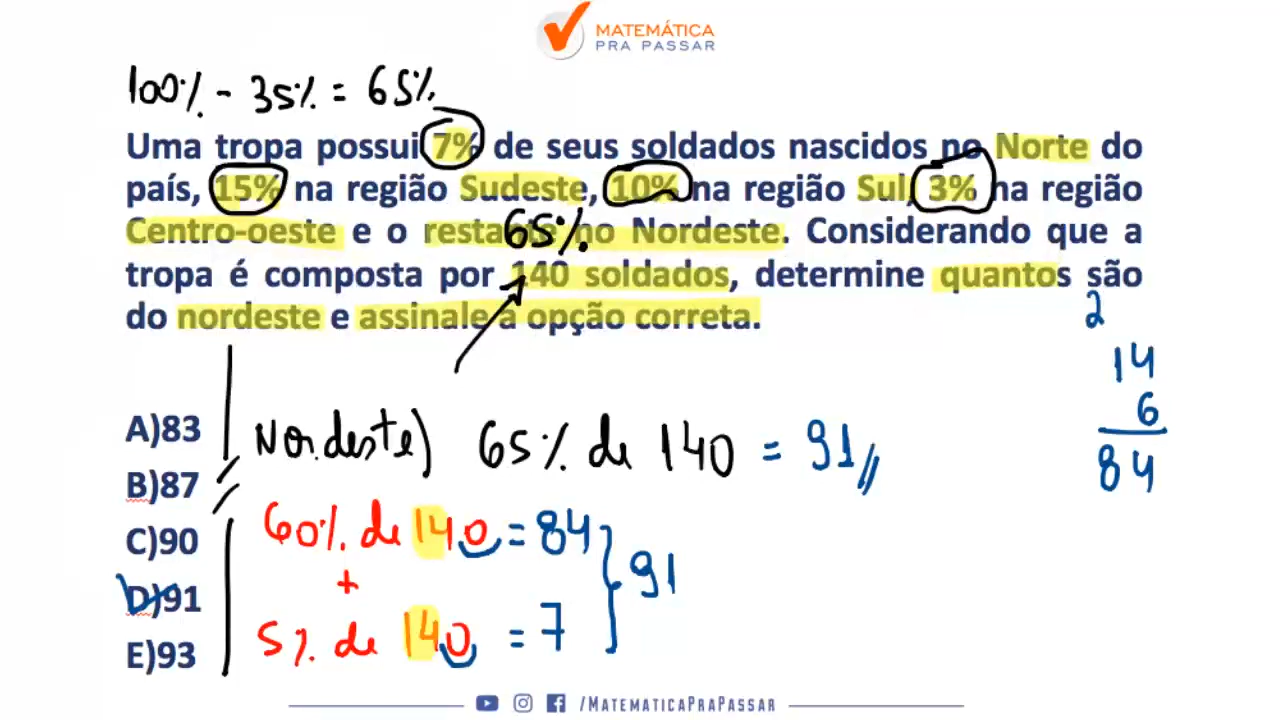 MATEMÁTICA
PRA PASSAR
100% - 35% = 65%
Uma tropa possui 7% de seus soldados nascidos no Norte do
país, 15% na região Sudeste, 10% na região Sul, 3% na região
65%
Centro-oeste e o restante no Nordeste. Considerando que a
tropa é composta por 140 soldados, determine quantos são
do nordeste e assinale a opção correta.
2
14
6
84
A)83
Nordeste) 65% de 140 = 91
B)87
60% de 140 = 84
C)90
+
91
D)91
5% de 140 = 7
E)93
/MATEMATICAPRAPASSAR